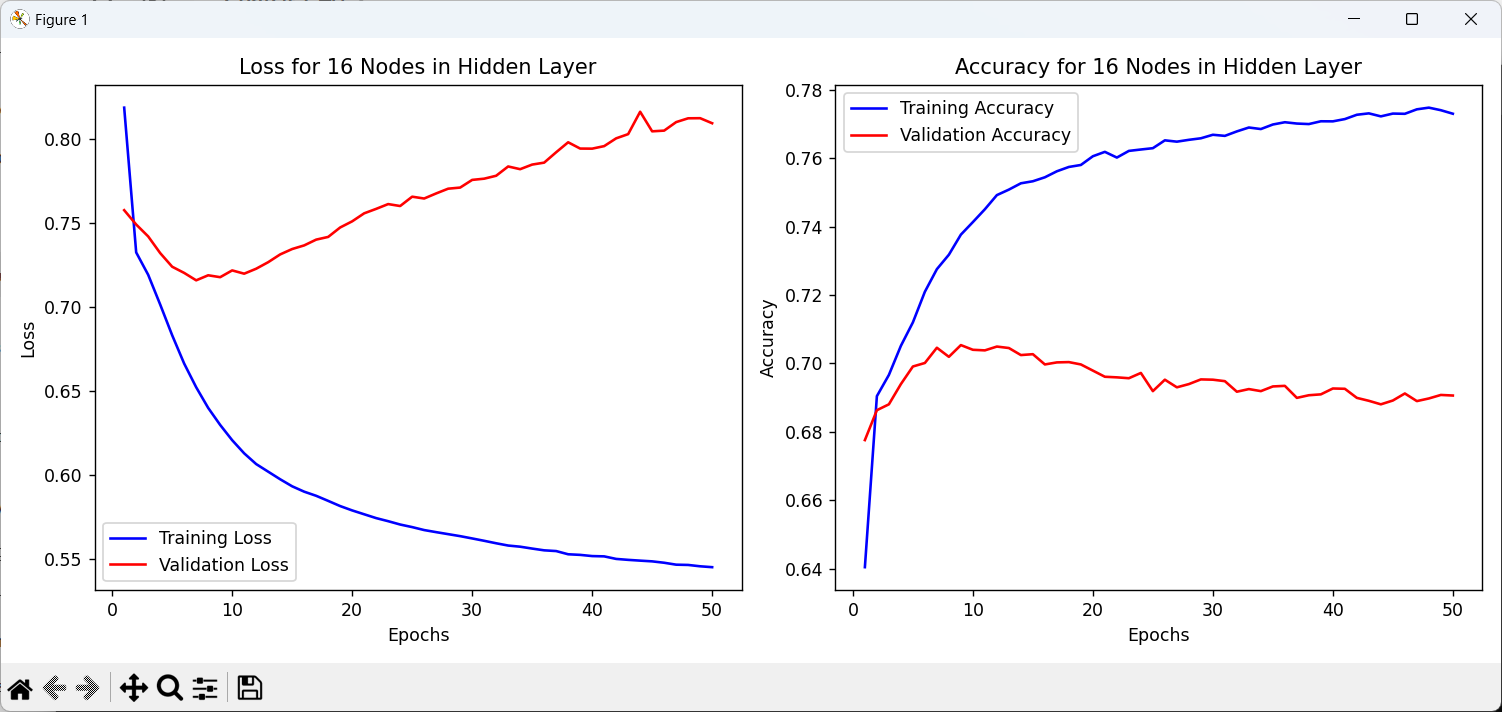 Figure 1
Loss for 16 Nodes in Hidden Layer
0.80
0.75
0.70
0.65
0.60
0.55
Loss
Training Loss
Validation Loss
0 10 20 30 40 50
Epochs
Accuracy for 16 Nodes in Hidden Layer
0.78
0.76
0.74
0.72
0.70
0.68
0.66
0.64
Accuracy
Training Accuracy
Validation Accuracy
0 10 20 30 40 50
Epochs